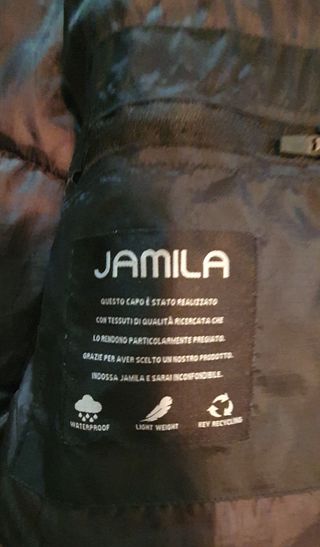 JAMILA
QUESTO CAPO È STATO REALIZZATO
CON TESSUTI DI QUALITÀ RICERCATA CHE
LO RENDONO PARTICOLARMENTE PREGIATO.
GRAZIE PER AVER SCELTO UN NOSTRO PRODOTTO.
INDOSSA JAMILA E SARAI INCONFONDIBILE.
WATERPROOF
LIGHT WEIGHT
KEY RECYCLING